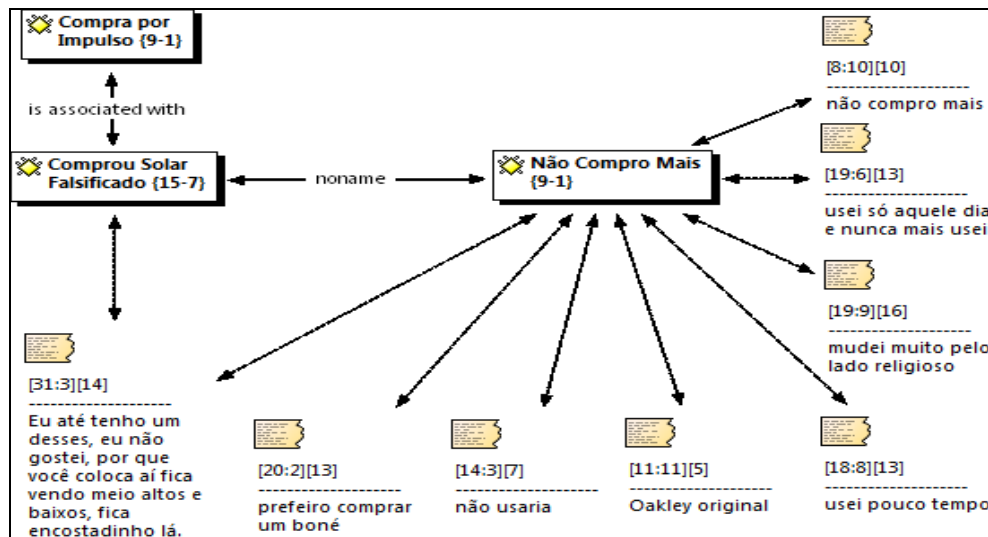 Compra por
Impulso {9-1}
is associated with
Comprou Solar
Falsificado {15-7}
noname
Não Compro Mais
{9-1}
[8:10][10]
--------------------
não compro mais
[19:6][13]
--------------------
usei só aquele dia
e nunca mais usei
[19:9][16]
--------------------
mudei muito pelo
lado religioso
[31:3][14]
--------------------
Eu até tenho um
desses, eu não
gostei, por que
você coloca aí fica
vendo meio altos e
baixos, fica
encostadinho lá.
[20:2][13]
--------------------
prefeiro comprar
um boné
[14:3][7]
--------------------
não usaria
[11:11][5]
--------------------
Oakley original
[18:8][13]
--------------------
usei pouco tempo